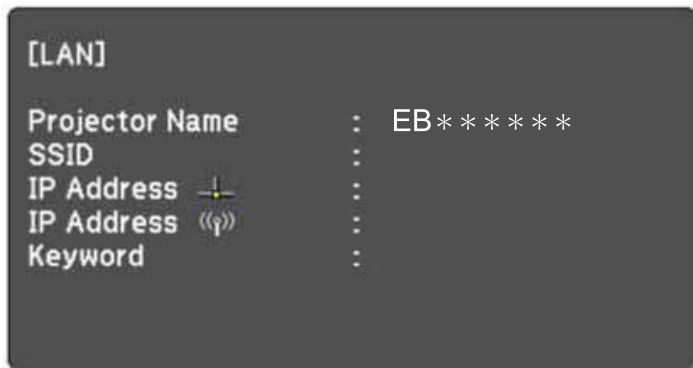 [LAN]
Projector Name : EB∗∗∗∗∗∗
SSID :
IP Address :
IP Address :
Keyword :